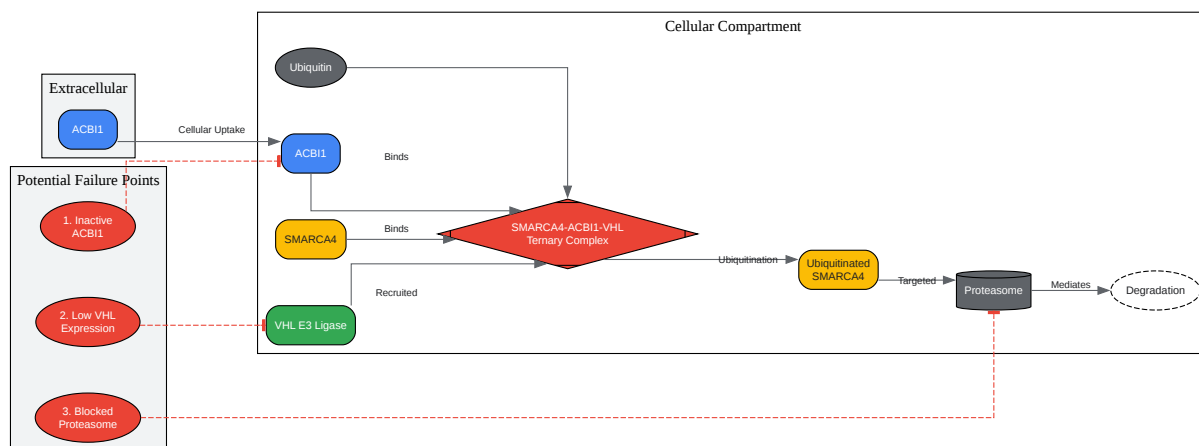 Cellular Compartment
Ubiquitin
Extracellular
ACBI1
Cellular Uptake
ACBI1
Binds
Potential Failure Points
1. Inactive
ACBI1
SMARCA4
Binds
SMARCA4-ACBI1-VHL
Ternary Complex
Ubiquitination
Ubiquitinated
SMARCA4
Targeted
Proteasome
Mediates
Degradation
Recruited
2. Low VHL
Expression
VHL E3 Ligase
3. Blocked
Proteasome